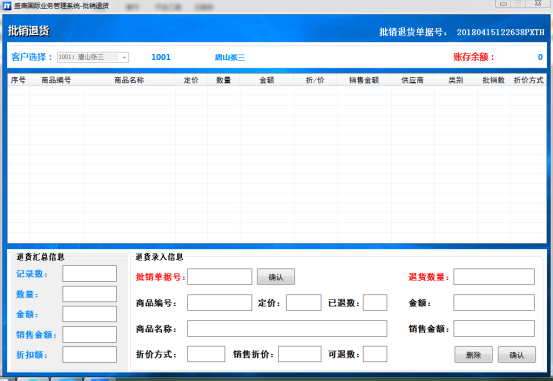 盛唐国际业务管理系统-批销退货
批销退货
批销退货单据号： 20180415122638PXTH
客户选择： 1001：唐山张三 1001 唐山张三 账存余额： 0
序号 商品编号 商品名称 定价 数量 金额 折/价 销售金额 供应商 类别 批销数 折价方式
退货汇总信息
记录数：
数量：
金额：
销售金额：
折扣额：
退货录入信息
批销单据号： 确认 退货数量：
商品编号： 定价： 已退数： 金额：
商品名称： 销售金额：
折价方式： 销售折价： 可退数： 删除 确认